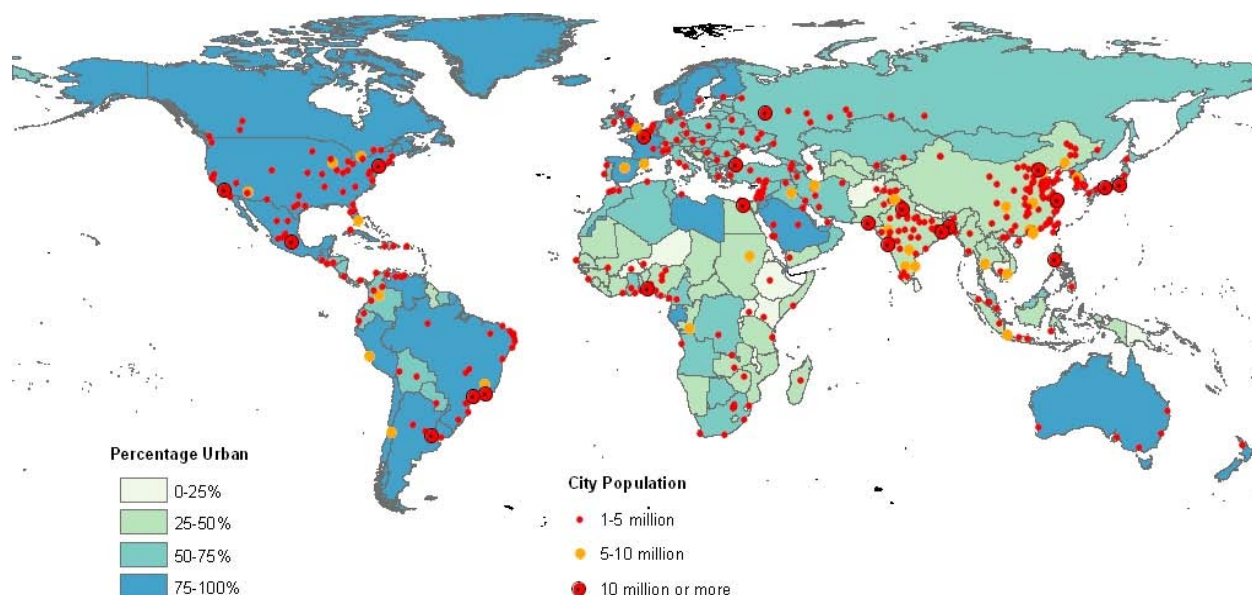 Percentage Urban
0-25%
25-50%
50-75%
75-100%
City Population
1-5 million
5-10 million
10 million or more